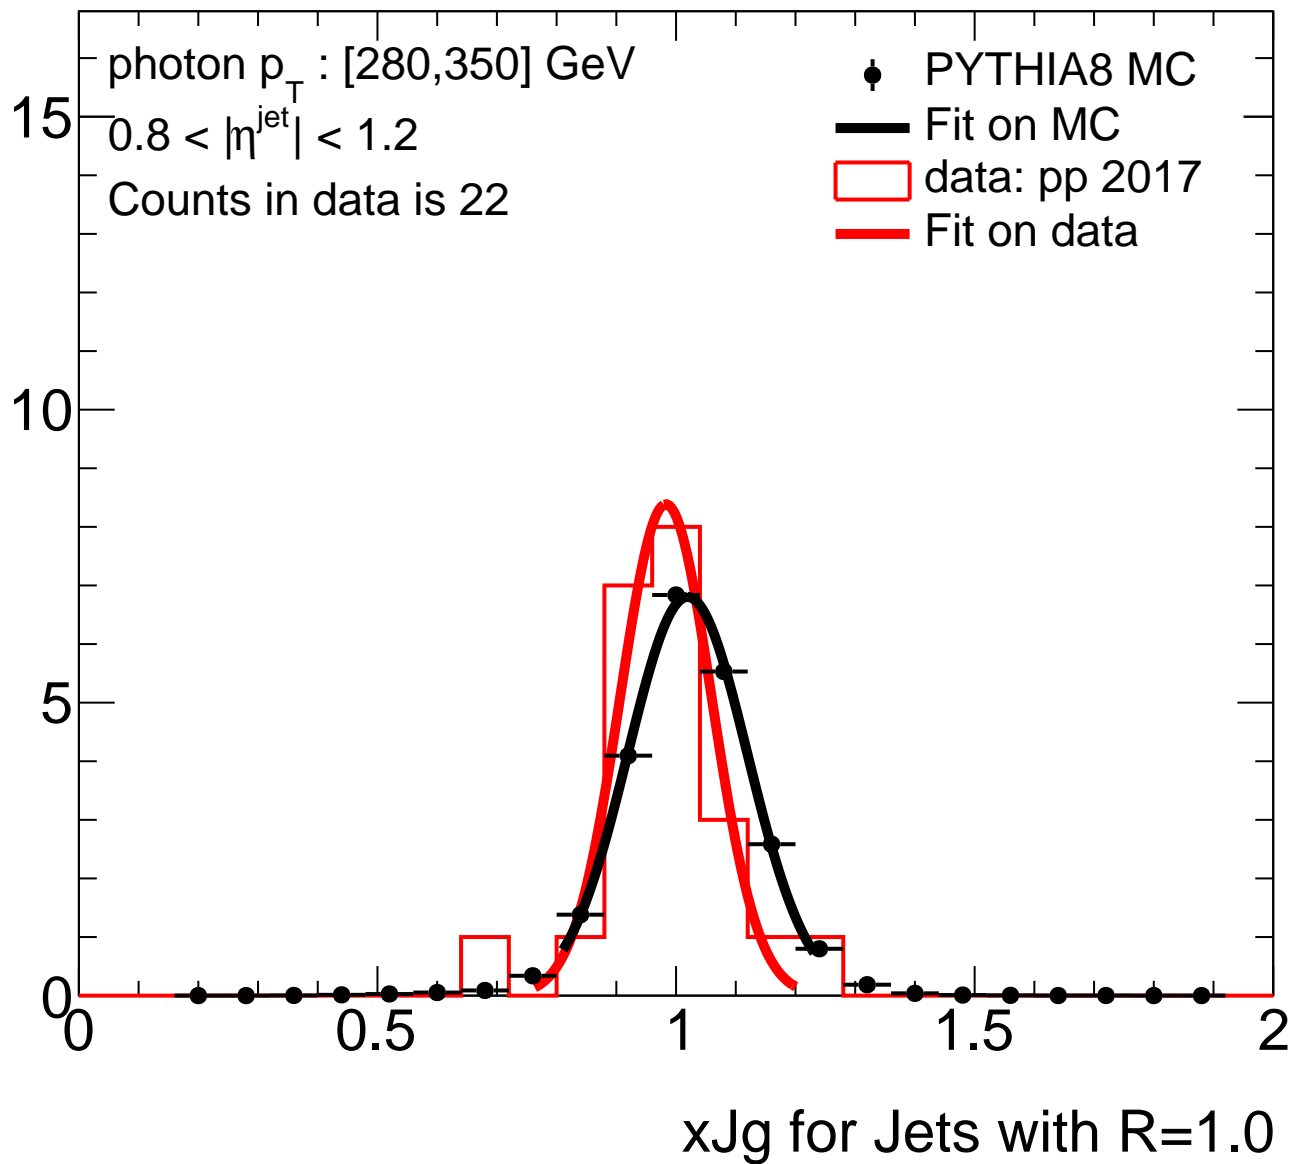 photon p_T : [280,350] GeV
0.8 < |η^jet| < 1.2
Counts in data is 22
PYTHIA8 MC
Fit on MC
data: pp 2017
Fit on data
15
10
5
0
0
0.5
1
1.5
2
xJg for Jets with R=1.0